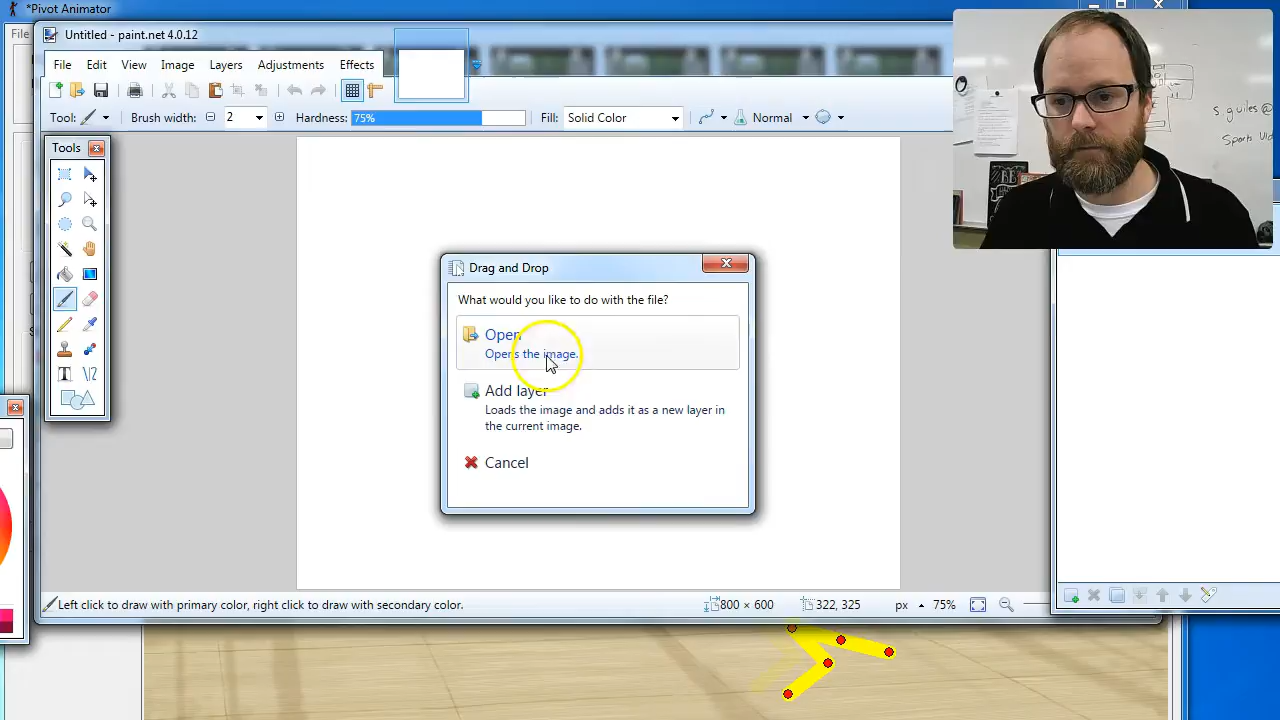 *Pivot Animator
File
Untitled - paint.net 4.0.12
File Edit View Image Layers Adjustments Effects
Tool: Brush width: 2 Hardness: 75% Fill: Solid Color Normal
Tools
Drag and Drop
What would you like to do with the file?
Open
Opens the image.
Add layer
Loads the image and adds it as a new layer in
the current image.
Cancel
Left click to draw with primary color, right click to draw with secondary color.
800 × 600
322, 325
px
75%
s.guiles@
Sports